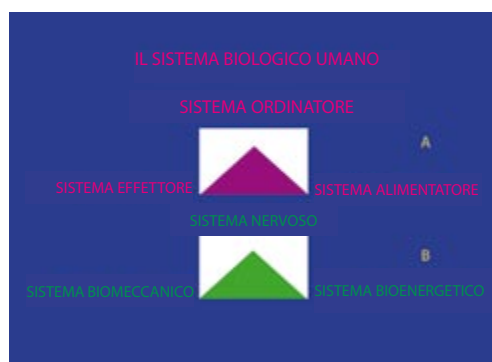 IL SISTEMA BIOLOGICO UMANO
SISTEMA ORDINATORE
A
SISTEMA EFFETTORE SISTEMA ALIMENTATORE
SISTEMA NERVOSO
B
SISTEMA BIOMECCANICO SISTEMA BIOENERGETICO